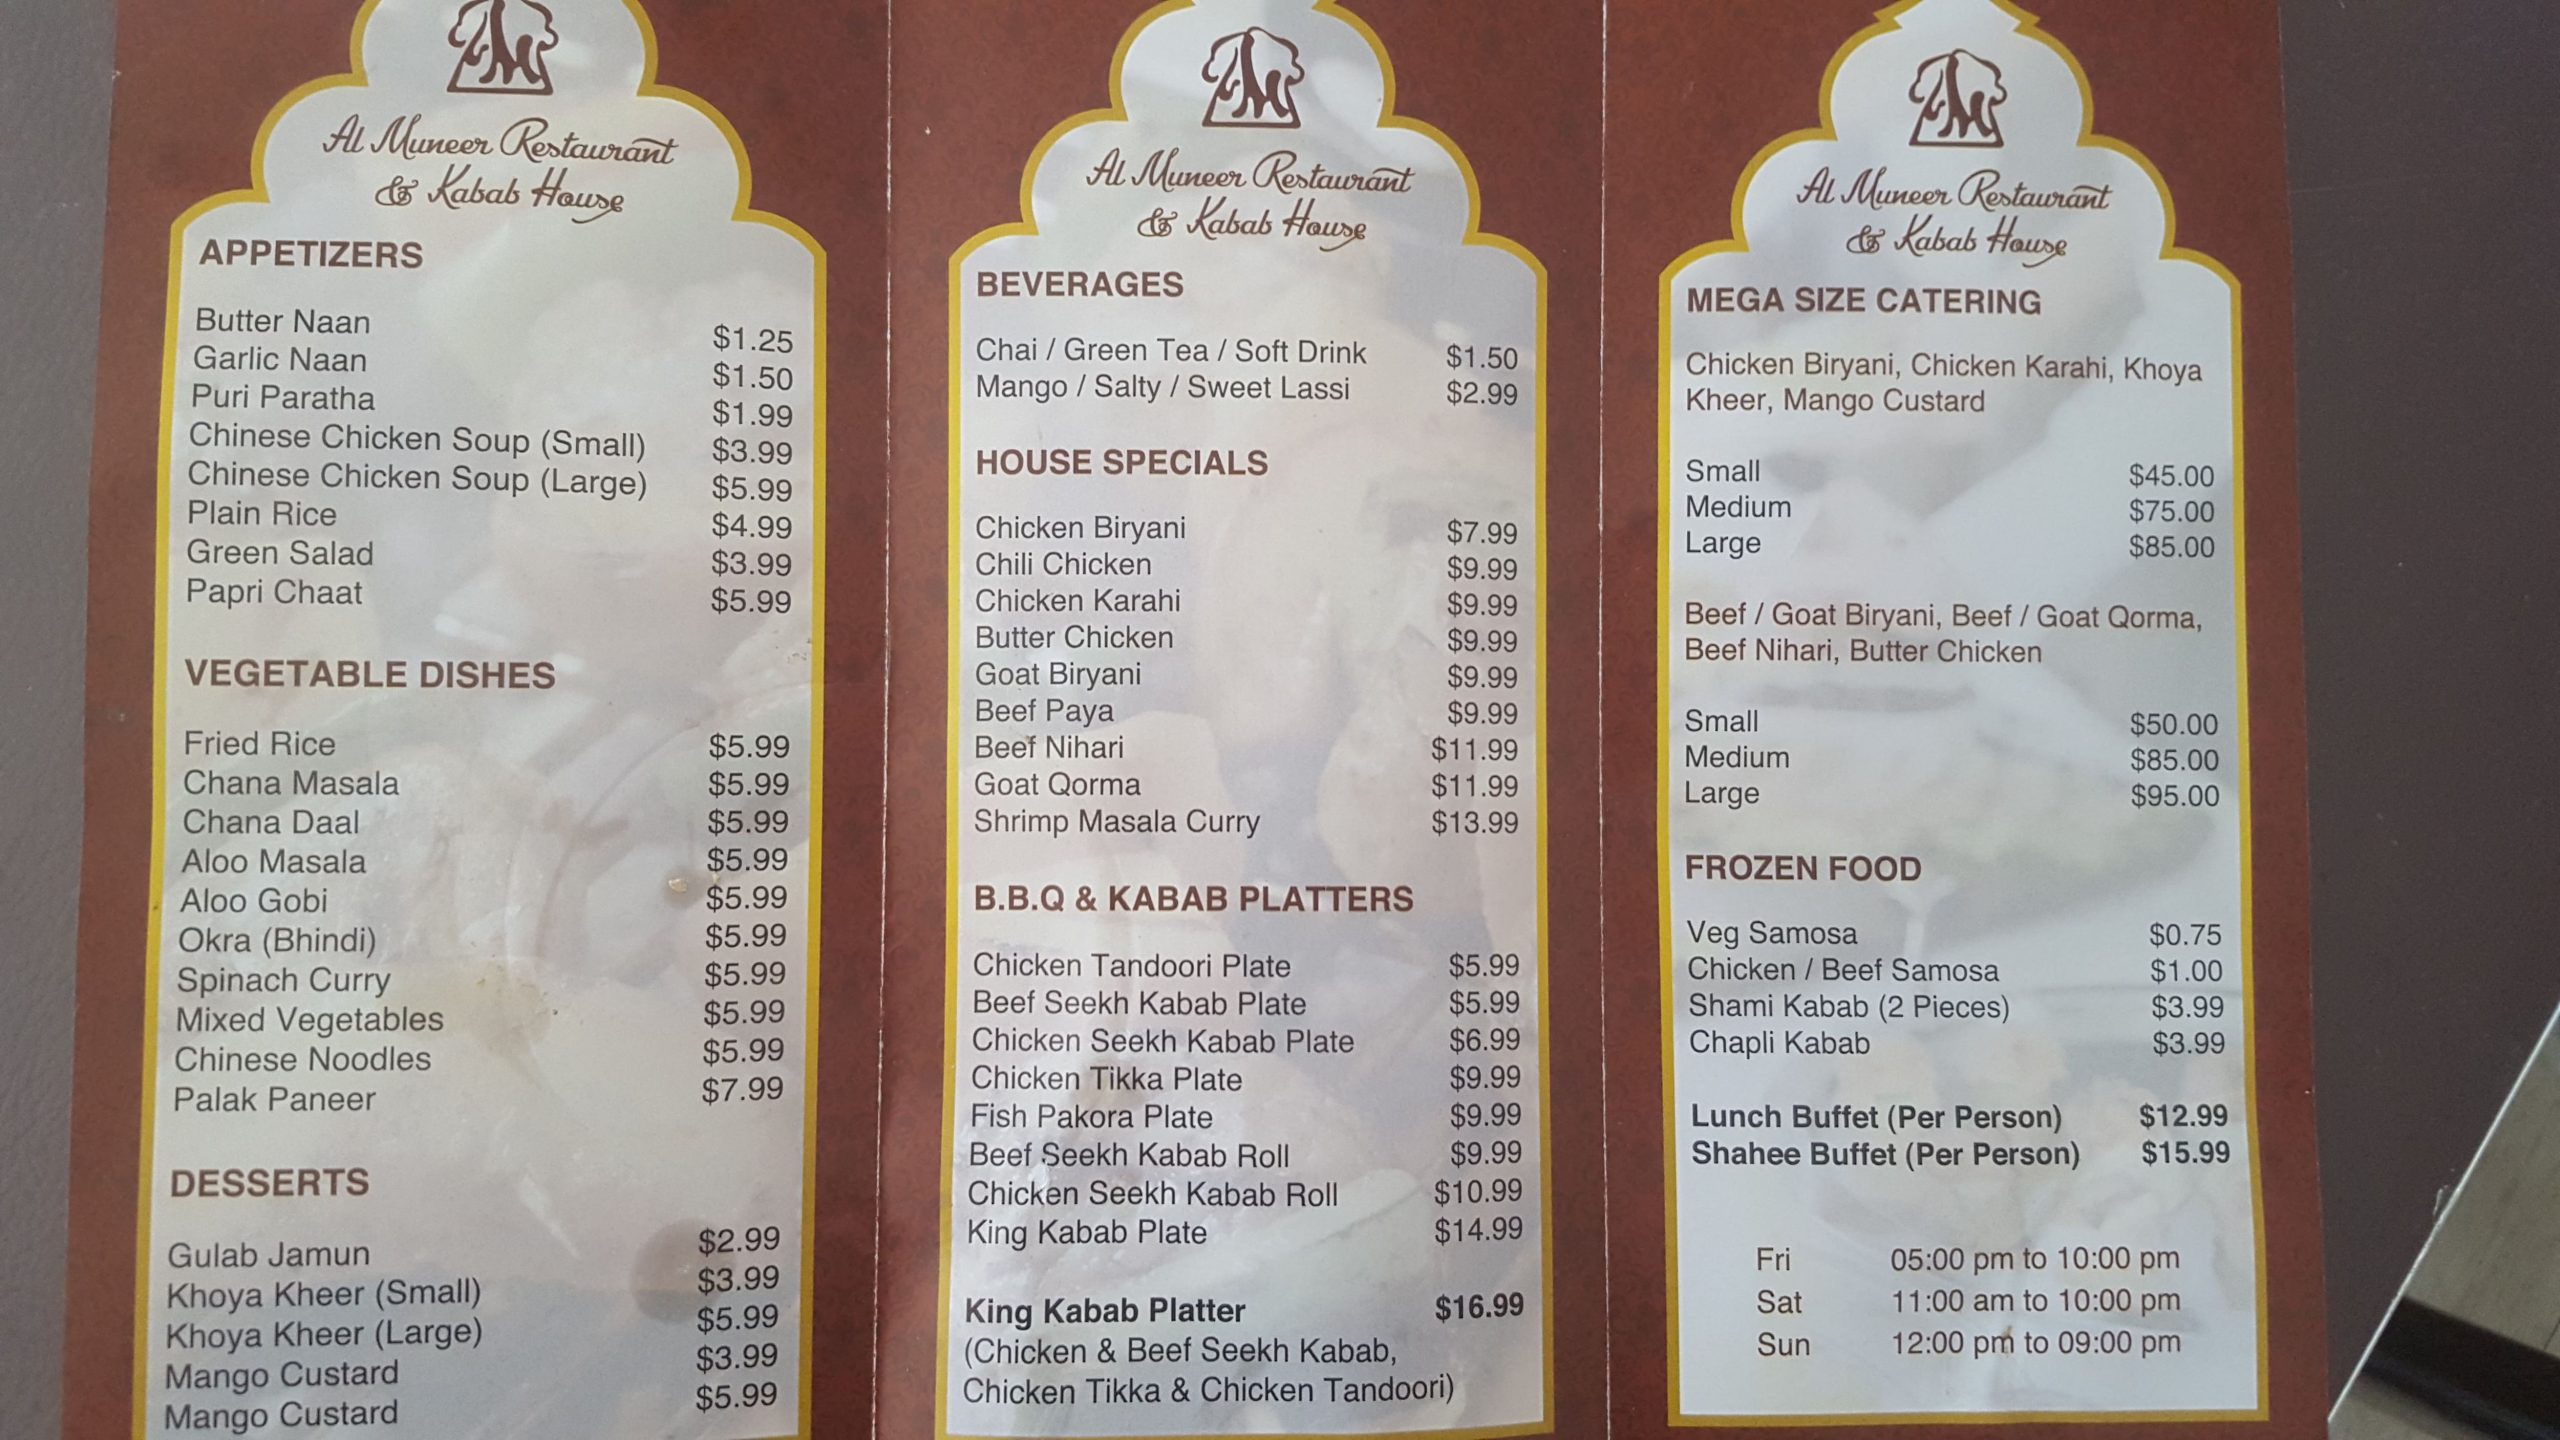 Al Muneer Restaurant
& Kabab House
APPETIZERS
Butter Naan $1.25
Garlic Naan $1.50
Puri Paratha $1.99
Chinese Chicken Soup (Small) $3.99
Chinese Chicken Soup (Large) $5.99
Plain Rice $4.99
Green Salad $3.99
Papri Chaat $5.99
VEGETABLE DISHES
Fried Rice $5.99
Chana Masala $5.99
Chana Daal $5.99
Aloo Masala $5.99
Aloo Gobi $5.99
Okra (Bhindi) $5.99
Spinach Curry $5.99
Mixed Vegetables $5.99
Chinese Noodles $5.99
Palak Paneer $7.99
DESSERTS
Gulab Jamun $2.99
Khoya Kheer (Small) $3.99
Khoya Kheer (Large) $5.99
Mango Custard $3.99
Mango Custard $5.99
Al Muneer Restaurant
& Kabab House
BEVERAGES
Chai / Green Tea / Soft Drink $1.50
Mango / Salty / Sweet Lassi $2.99
HOUSE SPECIALS
Chicken Biryani $7.99
Chili Chicken $9.99
Chicken Karahi $9.99
Butter Chicken $9.99
Goat Biryani $9.99
Beef Paya $9.99
Beef Nihari $11.99
Goat Qorma $11.99
Shrimp Masala Curry $13.99
B.B.Q & KABAB PLATTERS
Chicken Tandoori Plate $5.99
Beef Seekh Kabab Plate $5.99
Chicken Seekh Kabab Plate $6.99
Chicken Tikka Plate $9.99
Fish Pakora Plate $9.99
Beef Seekh Kabab Roll $9.99
Chicken Seekh Kabab Roll $10.99
King Kabab Plate $14.99
King Kabab Platter $16.99
(Chicken & Beef Seekh Kabab,
Chicken Tikka & Chicken Tandoori)
Al Muneer Restaurant
& Kabab House
MEGA SIZE CATERING
Chicken Biryani, Chicken Karahi, Khoya
Kheer, Mango Custard
Small $45.00
Medium $75.00
Large $85.00
Beef / Goat Biryani, Beef / Goat Qorma,
Beef Nihari, Butter Chicken
Small $50.00
Medium $85.00
Large $95.00
FROZEN FOOD
Veg Samosa $0.75
Chicken / Beef Samosa $1.00
Shami Kabab (2 Pieces) $3.99
Chapli Kabab $3.99
Lunch Buffet (Per Person) $12.99
Shahee Buffet (Per Person) $15.99
Fri 05:00 pm to 10:00 pm
Sat 11:00 am to 10:00 pm
Sun 12:00 pm to 09:00 pm